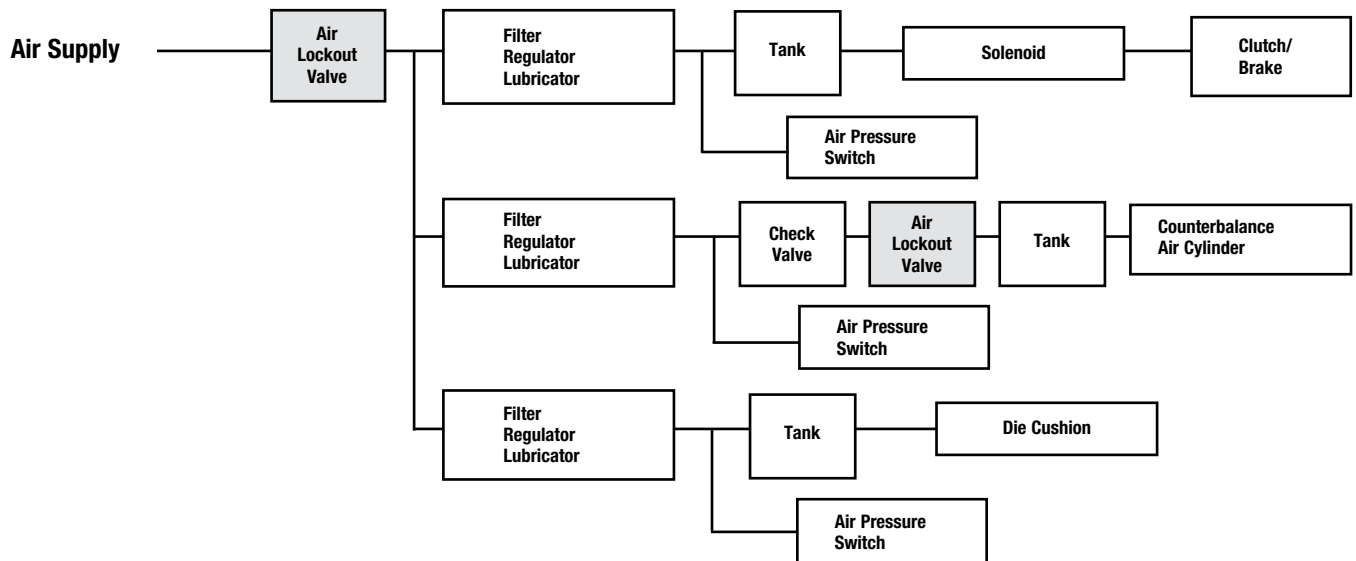 Air Supply
Air
Lockout
Valve
Filter
Regulator
Lubricator
Tank
Solenoid
Clutch/
Brake
Air Pressure
Switch
Filter
Regulator
Lubricator
Check
Valve
Air
Lockout
Valve
Tank
Counterbalance
Air Cylinder
Air Pressure
Switch
Filter
Regulator
Lubricator
Tank
Die Cushion
Air Pressure
Switch